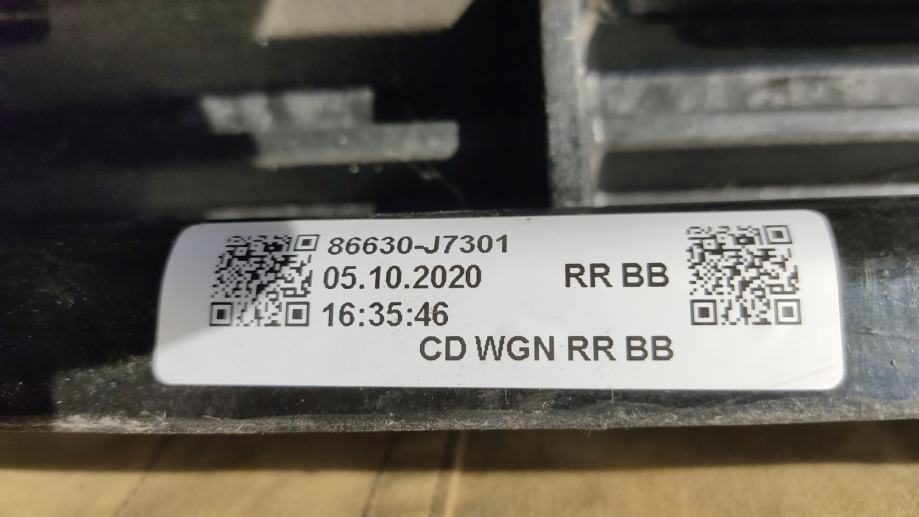 86630-J7301
05.10.2020 RR BB
16:35:46
CD WGN RR BB